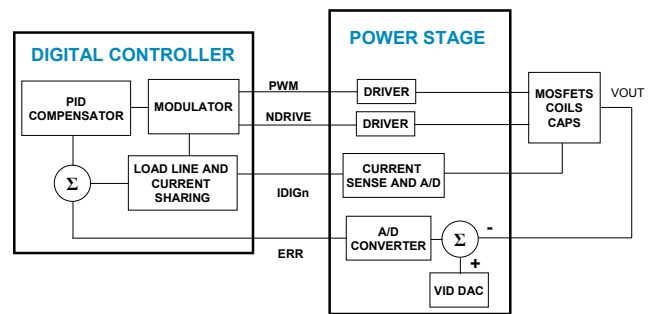 DIGITAL CONTROLLER
POWER STAGE
PID
COMPENSATOR
MODULATOR
PWM
NDRIVE
DRIVER
DRIVER
MOSFETS
COILS
CAPS
VOUT
Σ
LOAD LINE AND
CURRENT
SHARING
IDIGn
CURRENT
SENSE AND A/D
ERR
A/D
CONVERTER
Σ
-
+
VID DAC